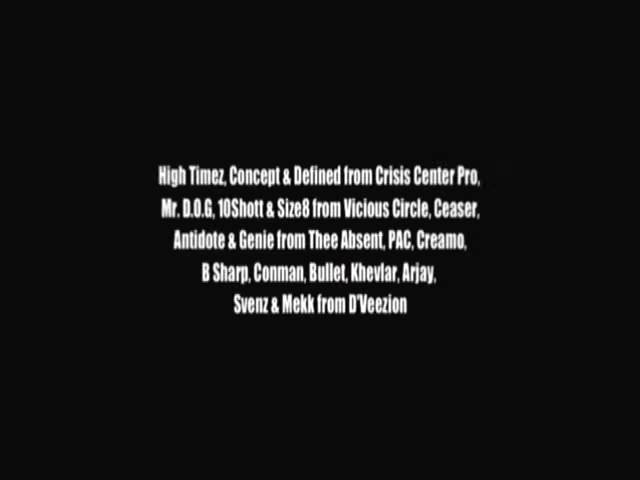 High Timez, Concept & Defined from Crisis Center Pro,
Mr. D.O.G, 10Shott & Size8 from Vicious Circle, Ceaser,
Antidote & Genie from Thee Absent, PAC, Creamo,
B Sharp, Conman, Bullet, Khevlar, Arjay,
Svenz & Mekk from D'Veezion